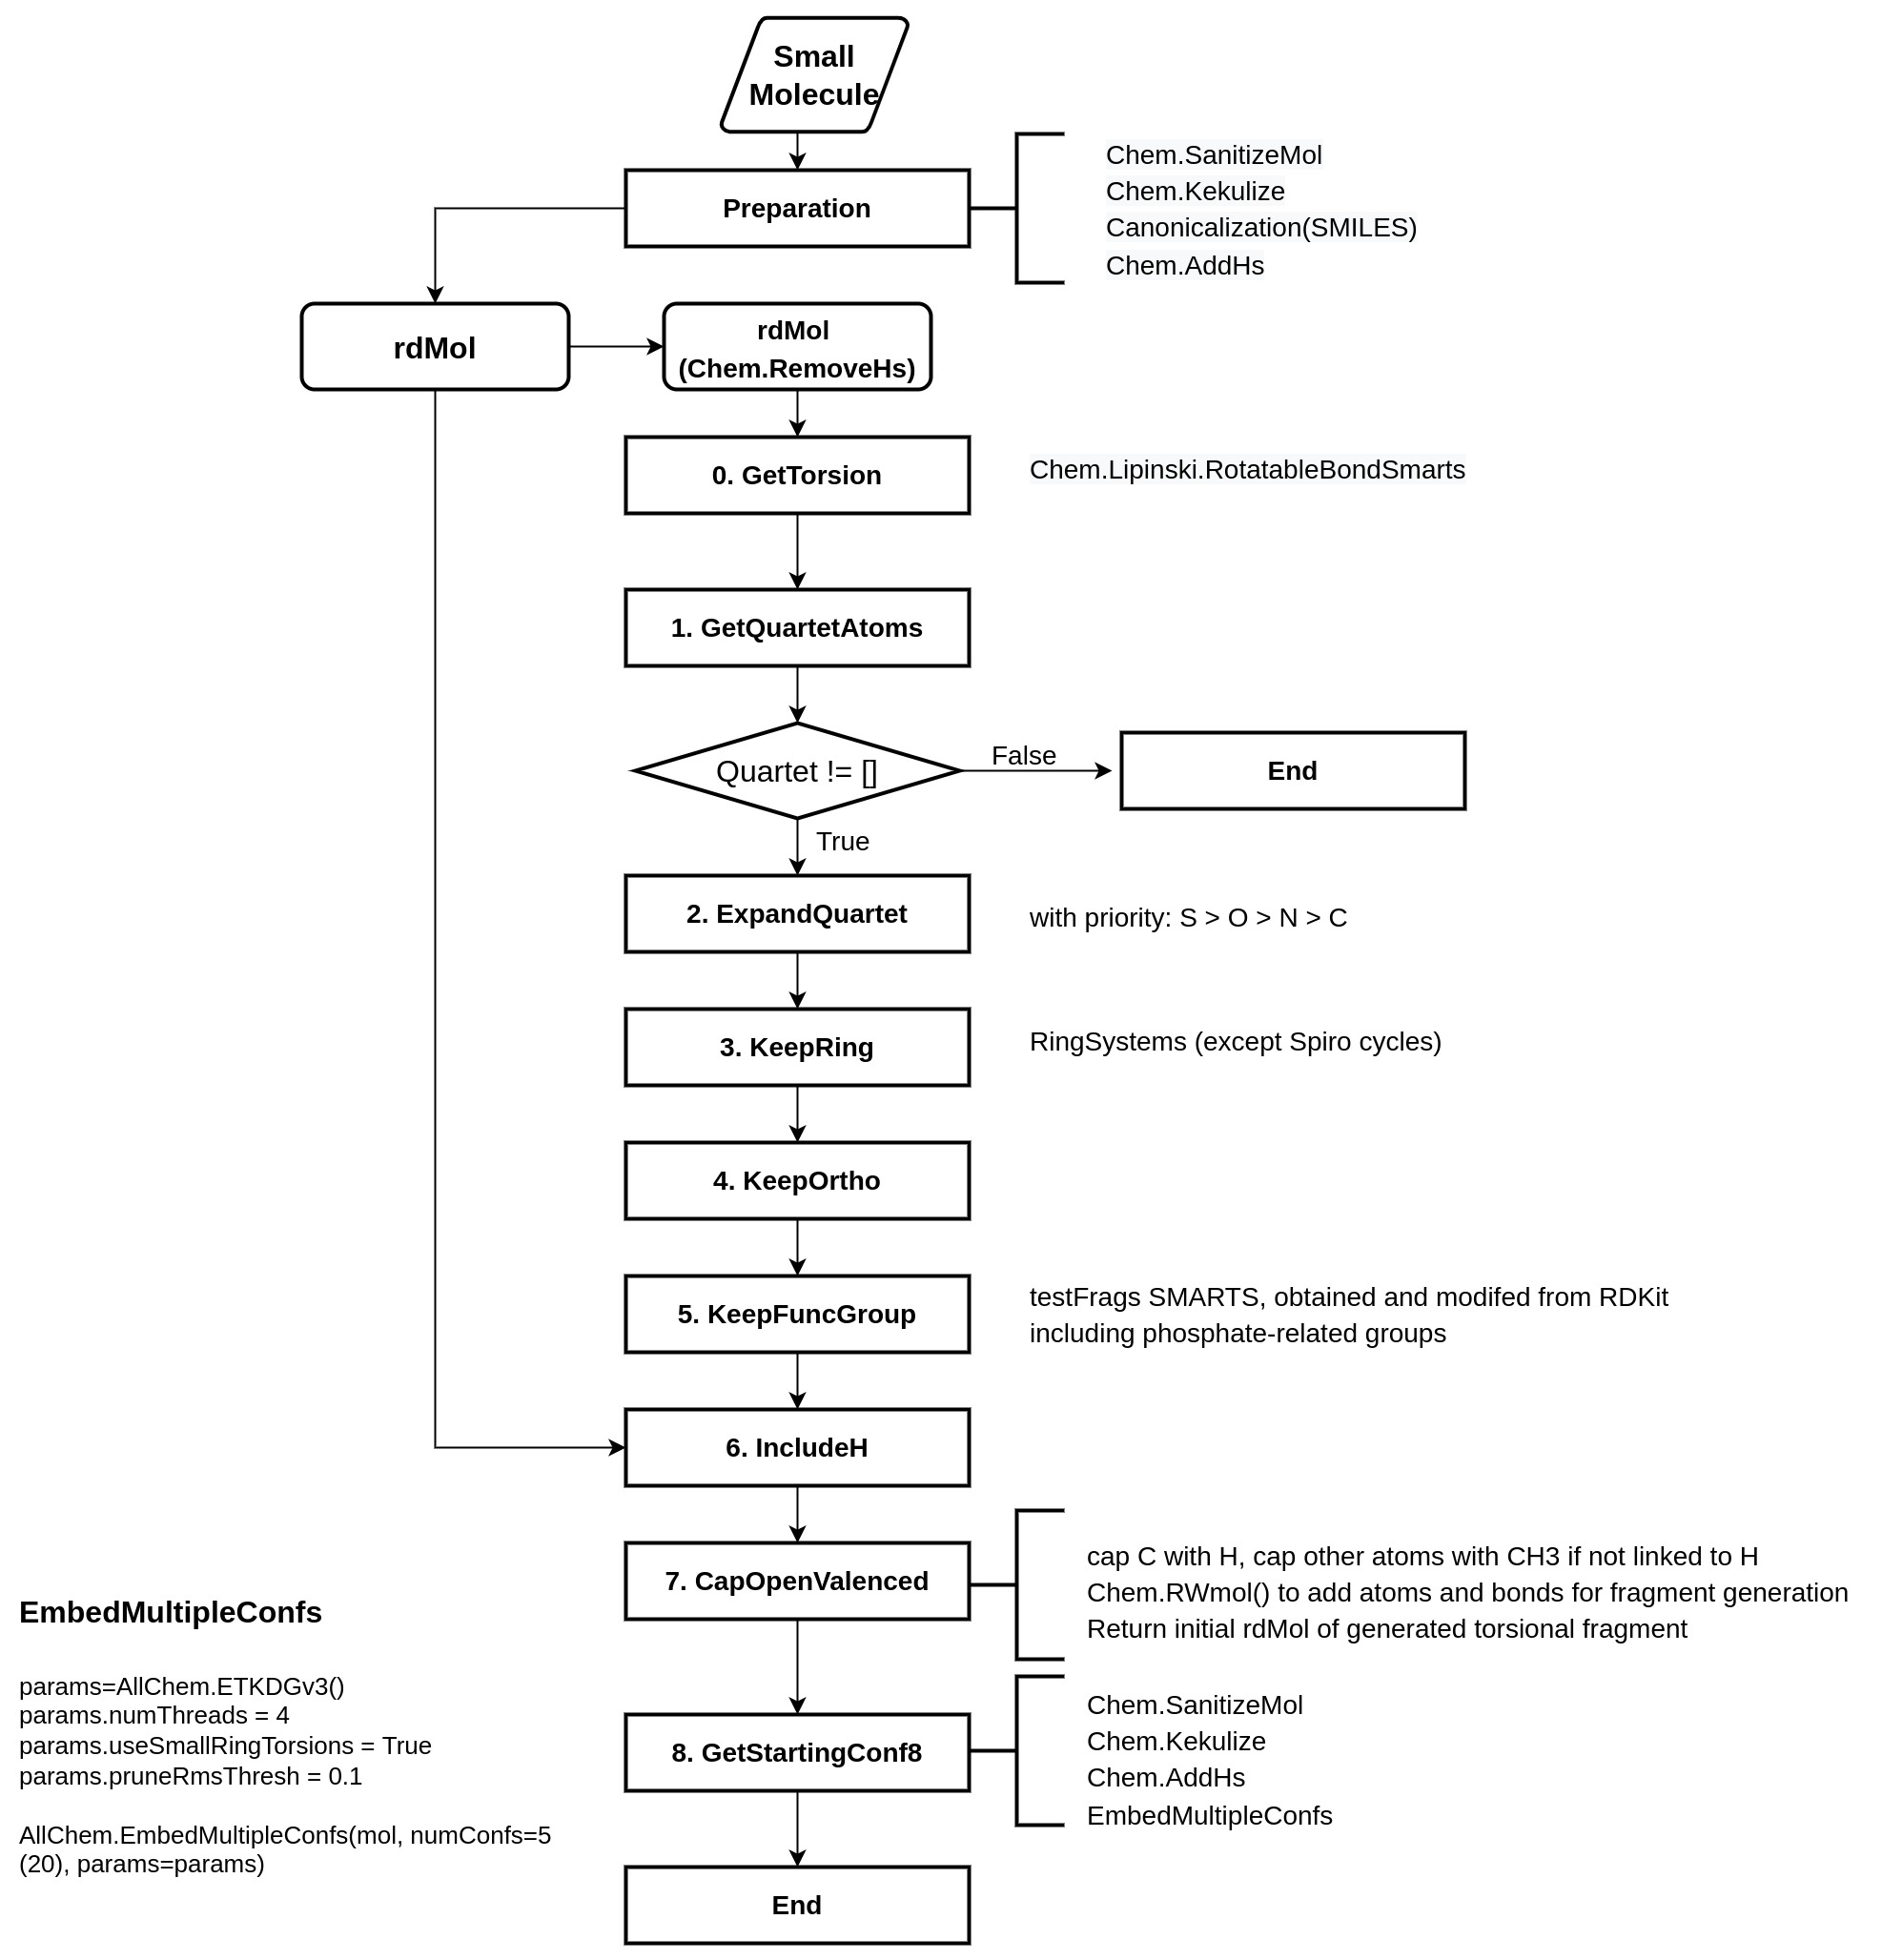 Small
Molecule
Preparation
Chem.SanitizeMol
Chem.Kekulize
Canonicalization(SMILES)
Chem.AddHs
rdMol
rdMol
(Chem.RemoveHs)
0. GetTorsion
Chem.Lipinski.RotatableBondSmarts
1. GetQuartetAtoms
Quartet != []
False
End
True
2. ExpandQuartet
with priority: S > O > N > C
3. KeepRing
RingSystems (except Spiro cycles)
4. KeepOrtho
5. KeepFuncGroup
testFrags SMARTS, obtained and modifed from RDKit
including phosphate-related groups
6. IncludeH
7. CapOpenValenced
cap C with H, cap other atoms with CH3 if not linked to H
Chem.RWmol() to add atoms and bonds for fragment generation
Return initial rdMol of generated torsional fragment
8. GetStartingConf8
Chem.SanitizeMol
Chem.Kekulize
Chem.AddHs
EmbedMultipleConfs
End
EmbedMultipleConfs
params=AllChem.ETKDGv3()
params.numThreads = 4
params.useSmallRingTorsions = True
params.pruneRmsThresh = 0.1
AllChem.EmbedMultipleConfs(mol, numConfs=5
(20), params=params)